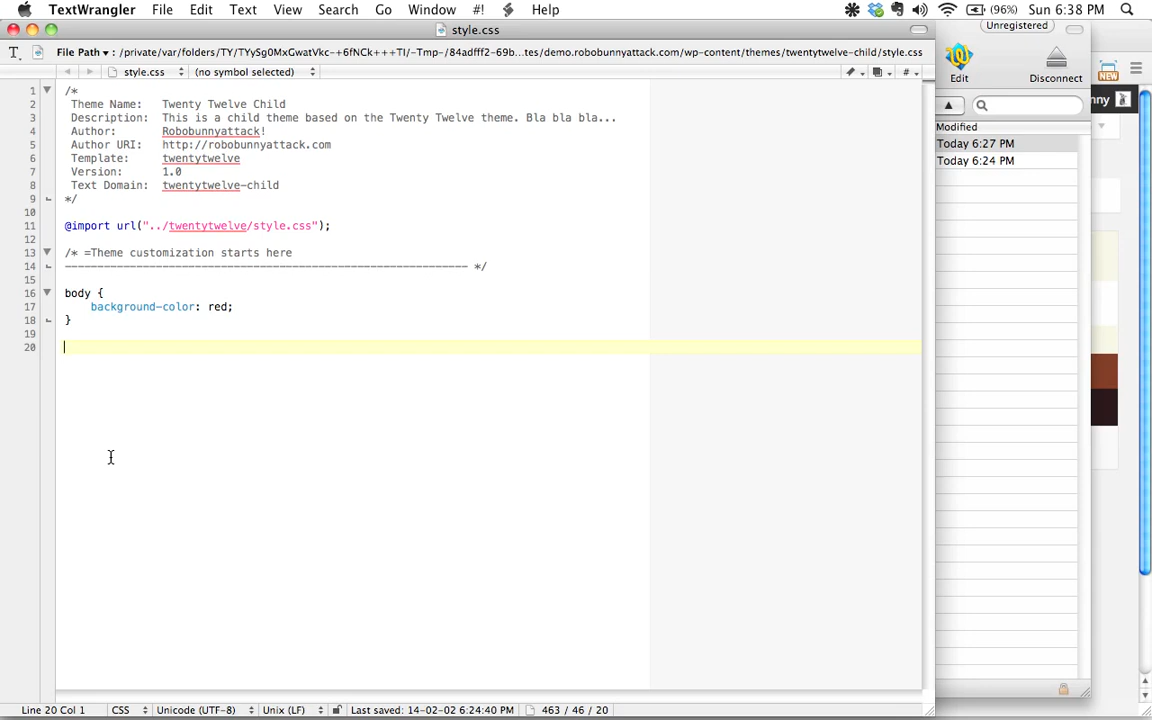 TextWrangler File Edit Text View Search Go Window #! Help (96%) Sun 6:38 PM
style.css
Unregistered
File Path ▾ : /private/var/folders/TY/TYySg0MxGwatVkc-+6fNCk+++TI/-Tmp-/84adfff2-69b...tes/demo.robobunnyattack.com/wp-content/themes/twentytwelve-child/style.css
style.css (no symbol selected)
Edit Disconnect
NEW
nny
Modified
Today 6:27 PM
Today 6:24 PM
1 /*
2 Theme Name: Twenty Twelve Child
3 Description: This is a child theme based on the Twenty Twelve theme. Bla bla bla...
4 Author: Robobunnyattack!
5 Author URI: http://robobunnyattack.com
6 Template: twentytwelve
7 Version: 1.0
8 Text Domain: twentytwelve-child
9 */
10
11 @import url("../twentytwelve/style.css");
12
13 /* =Theme customization starts here
14 -------------------------------------------------------------- */
15
16 body {
17 background-color: red;
18 }
19
20
Line 20 Col 1 CSS Unicode (UTF-8) Unix (LF) Last saved: 14-02-02 6:24:40 PM 463 / 46 / 20